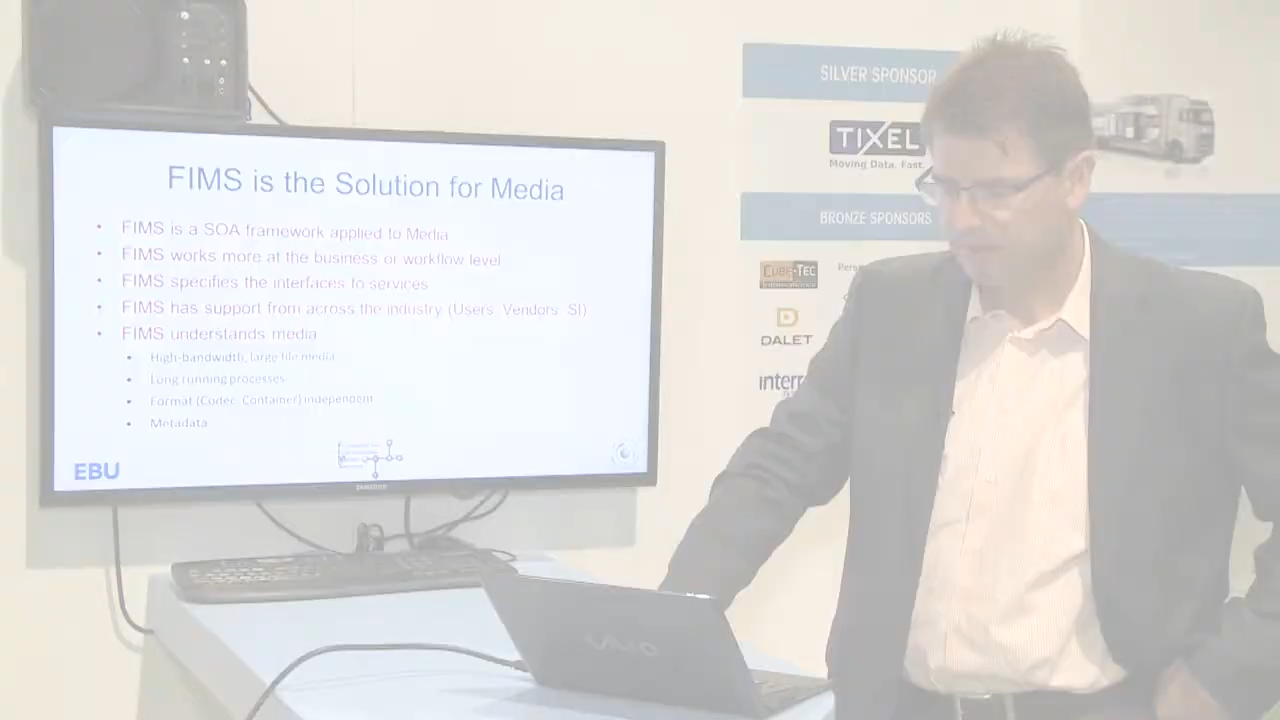 FIMS is the Solution for Media
• FIMS is a SOA framework applied to Media
• FIMS works more at the business or workflow level
• FIMS specifies the interfaces to services
• FIMS has support from across the industry (Users, Vendors, SI)
• FIMS understands media
• High-bandwidth, large file media
• Long running processes
• Format (Codec, Container) independent
• Metadata
EBU
SAMSUNG
VAIO
SILVER SPONSOR
TIXEL
Moving Data. Fast.
BRONZE SPONSORS
CUBE-TEC
DALET
interr